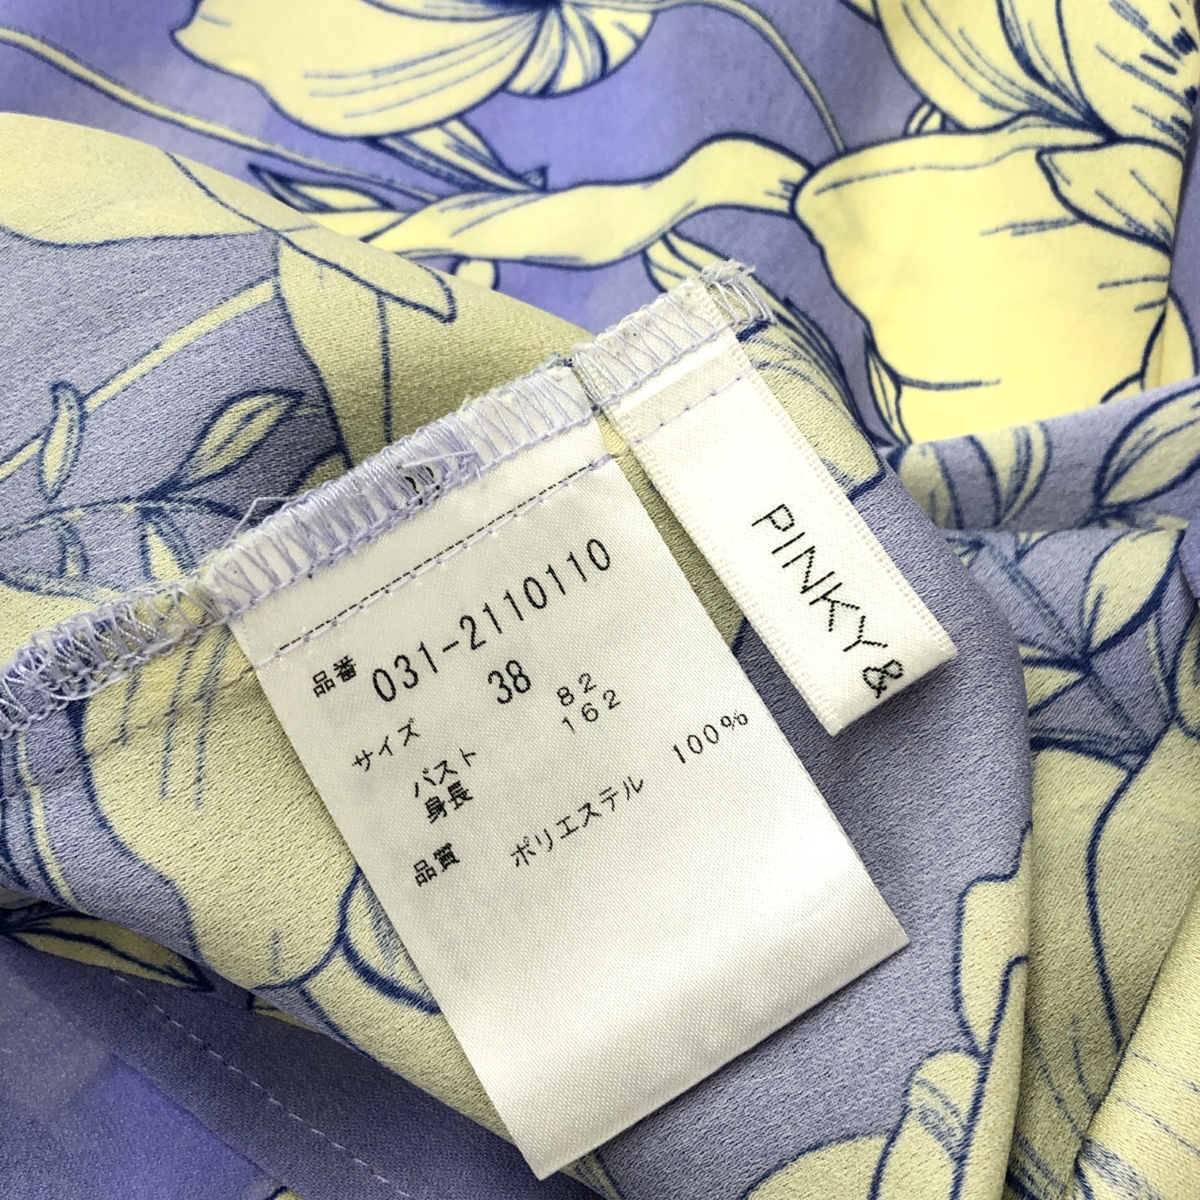 品番 031-2110110
サイズ 38
バスト 82
身長 162
品質 ポリエステル 100%
PINKY&